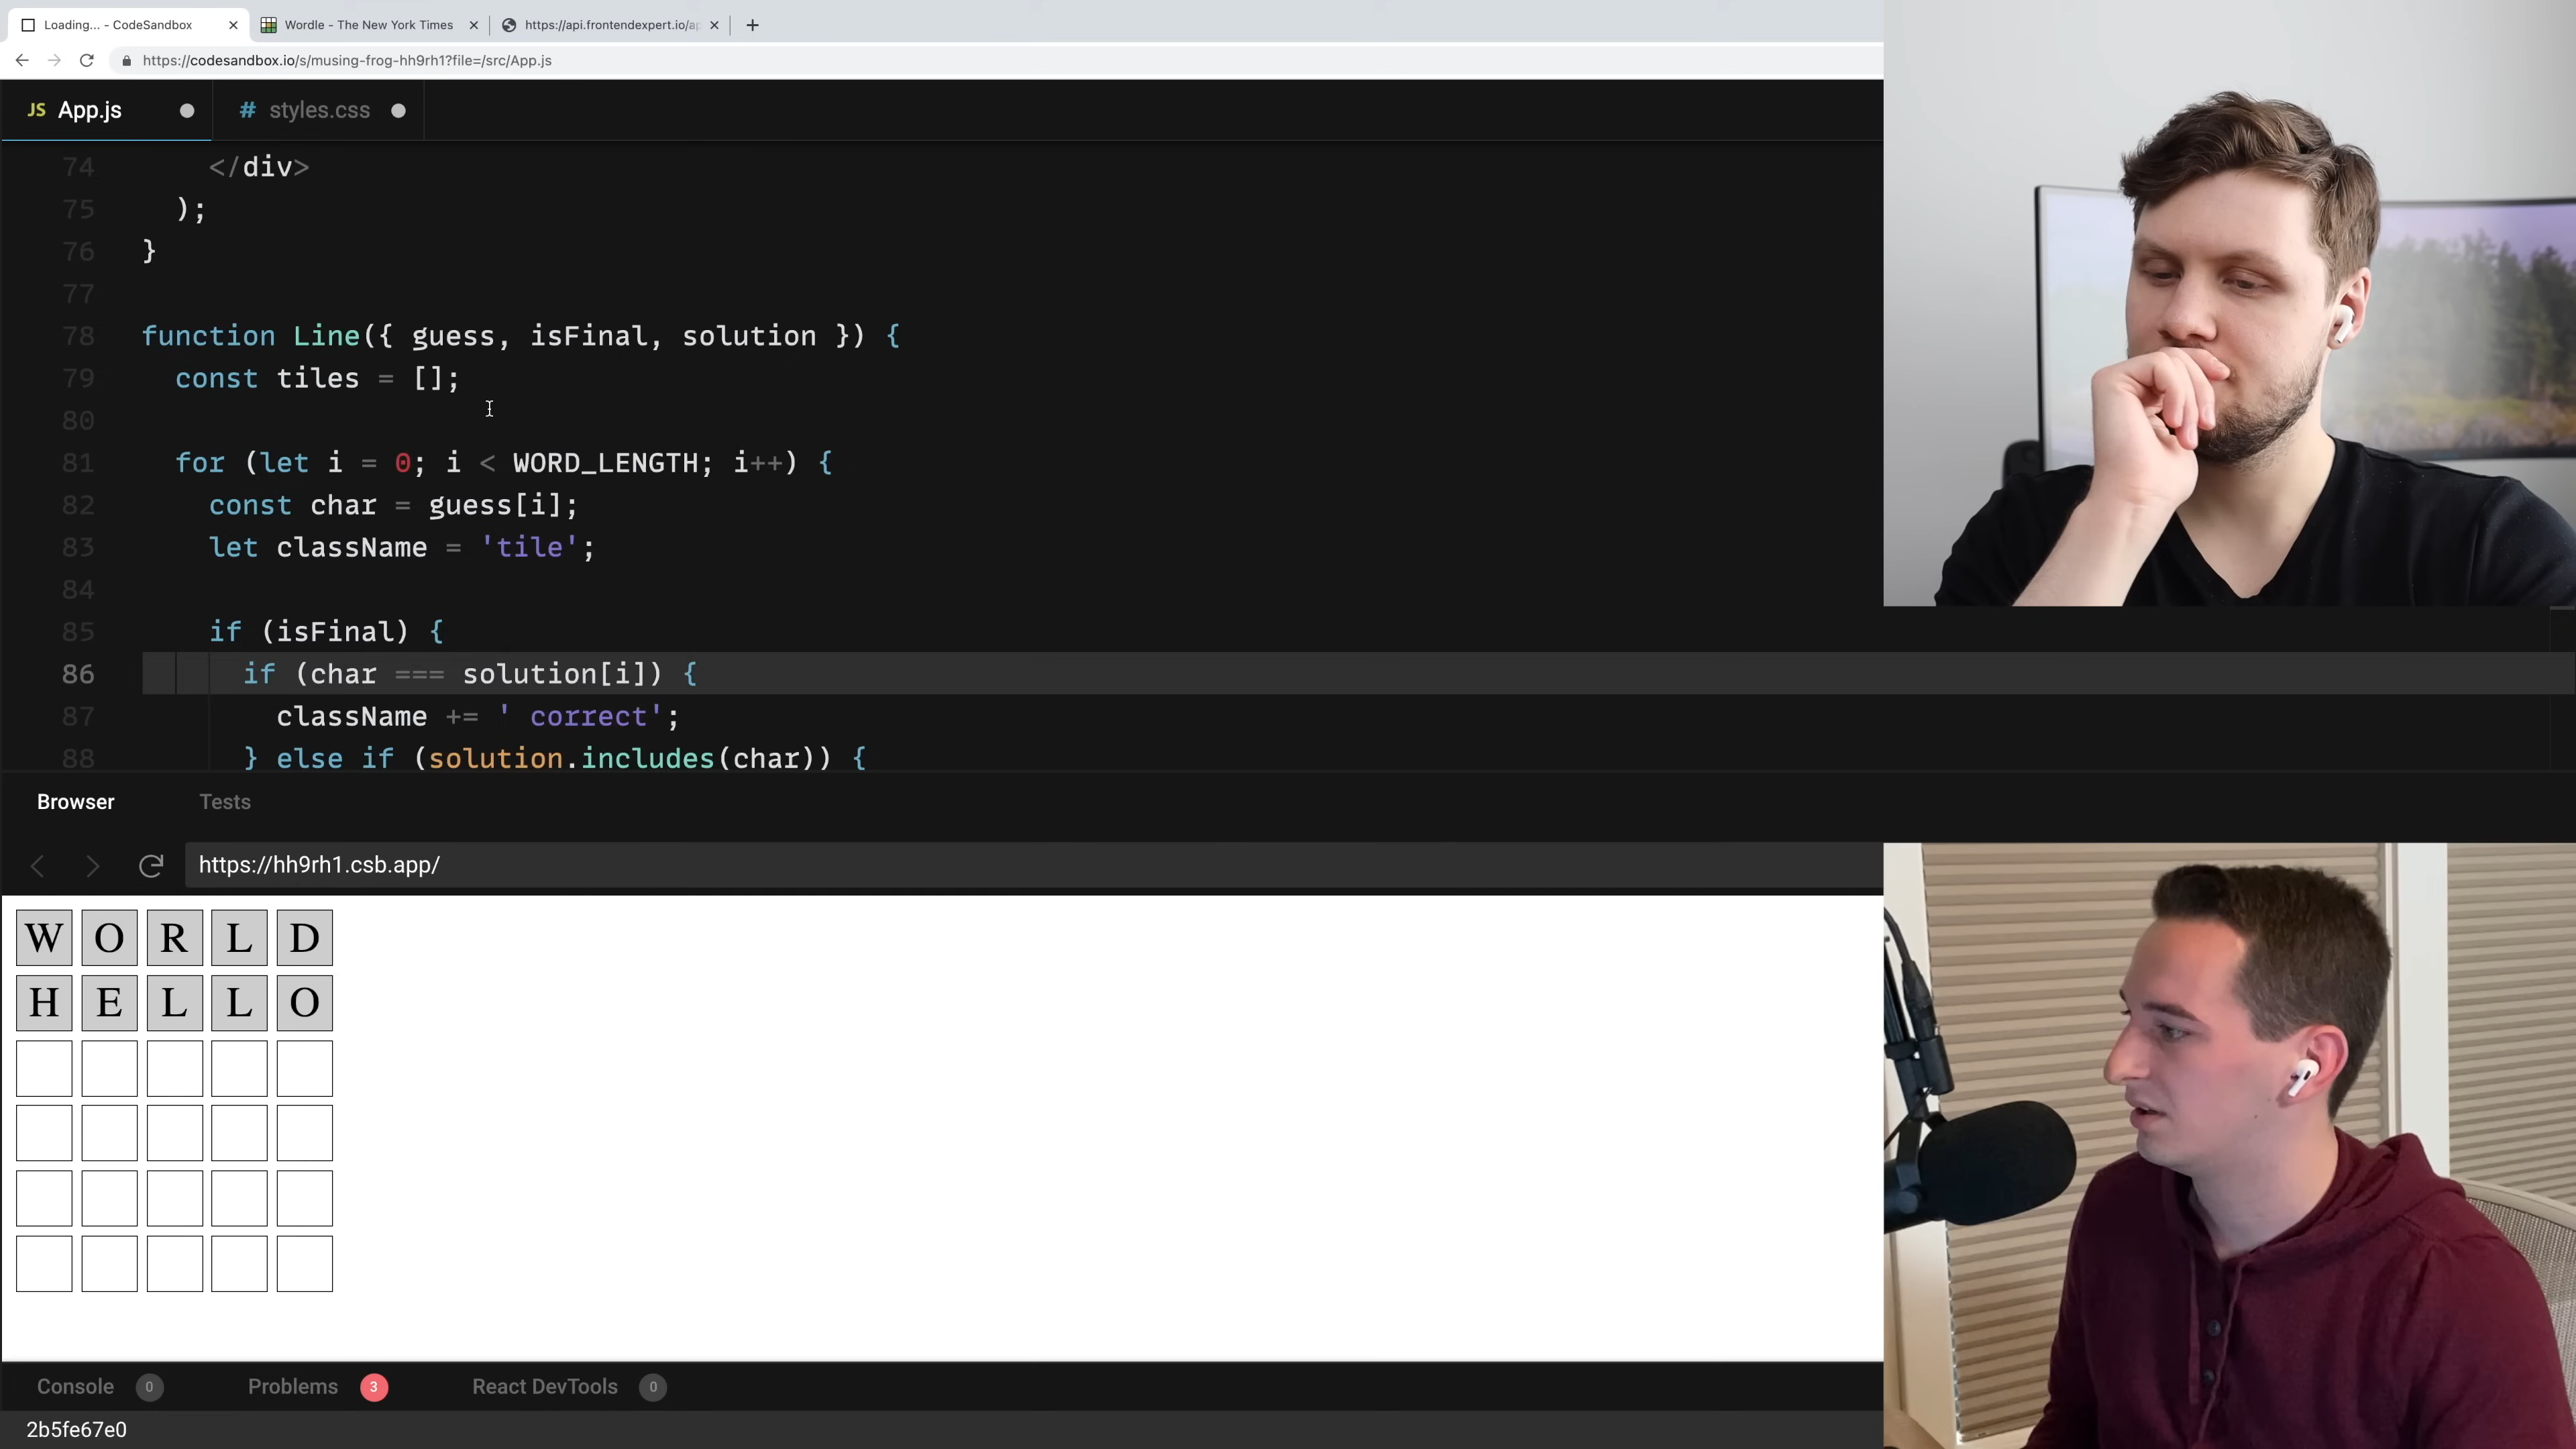 Loading... - CodeSandbox
Wordle - The New York Times
https://api.frontendexpert.io/ap
https://codesandbox.io/s/musing-frog-hh9rh1?file=/src/App.js
JS App.js
# styles.css
74 </div>
75 );
76 }
77
78 function Line({ guess, isFinal, solution }) {
79 const tiles = [];
80
81 for (let i = 0; i < WORD_LENGTH; i++) {
82 const char = guess[i];
83 let className = 'tile';
84
85 if (isFinal) {
86 if (char === solution[i]) {
87 className += ' correct';
88 } else if (solution.includes(char)) {
Browser Tests
https://hh9rh1.csb.app/
W O R L D
H E L L O
Console 0 Problems 3 React DevTools 0
2b5fe67e0